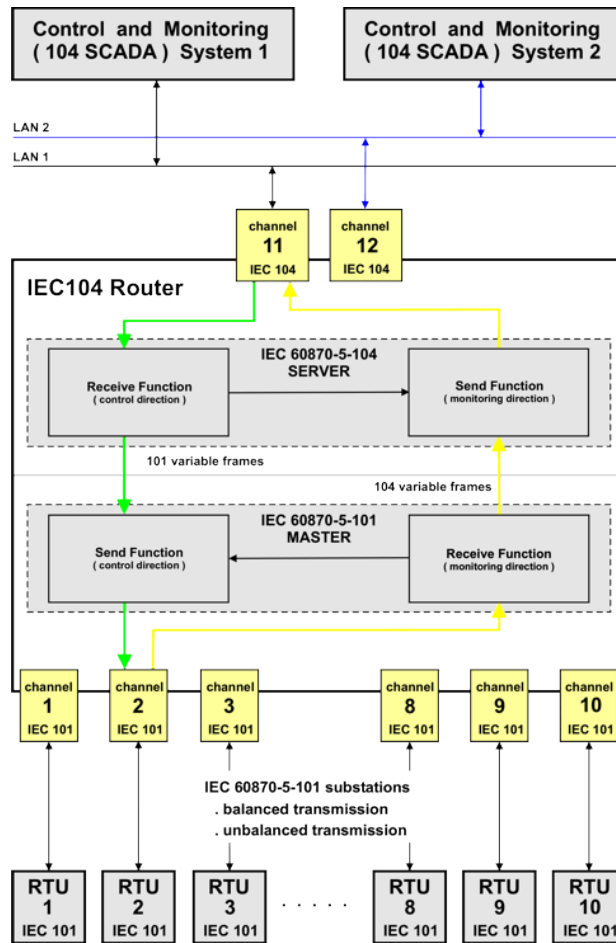 Control and Monitoring
( 104 SCADA ) System 1
Control and Monitoring
( 104 SCADA ) System 2
LAN 2
LAN 1
channel
11
IEC 104
channel
12
IEC 104
IEC104 Router
IEC 60870-5-104
SERVER
Receive Function
( control direction )
Send Function
( monitoring direction )
101 variable frames
104 variable frames
IEC 60870-5-101
MASTER
Send Function
( control direction )
Receive Function
( monitoring direction )
channel
1
IEC 101
channel
2
IEC 101
channel
3
IEC 101
channel
8
IEC 101
channel
9
IEC 101
channel
10
IEC 101
IEC 60870-5-101 substations
. balanced transmission
. unbalanced transmission
RTU
1
IEC 101
RTU
2
IEC 101
RTU
3
IEC 101
. . . . .
RTU
8
IEC 101
RTU
9
IEC 101
RTU
10
IEC 101